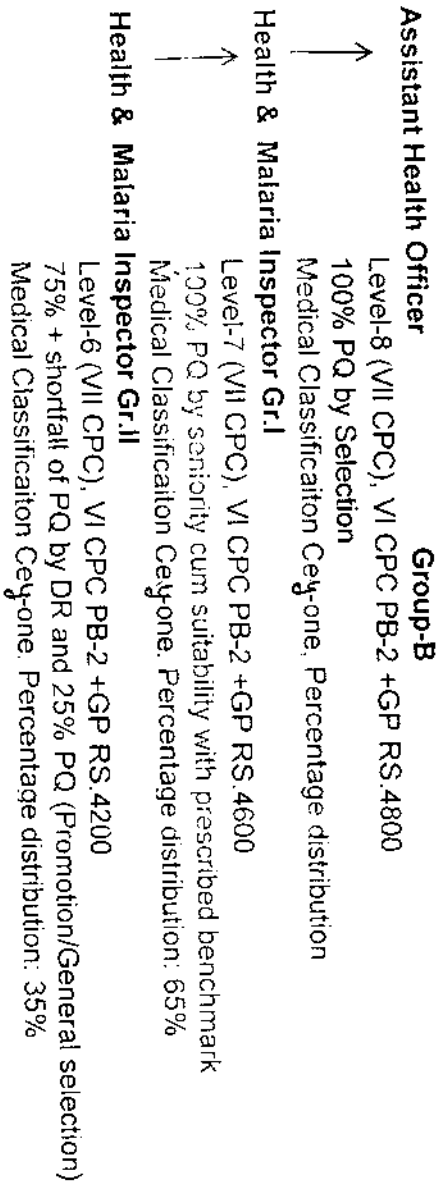 Assistant Health Officer Group-B
Level-8 (VII CPC), VI CPC PB-2 +GP RS.4800
100% PQ by Selection
Medical Classificaiton Cey-one, Percentage distribution
Health & Malaria Inspector Gr.I
Level-7 (VII CPC), VI CPC PB-2 +GP RS.4600
100% PQ by seniority cum suitability with prescribed benchmark
Medical Classificaiton Cey-one. Percentage distribution: 65%
Health & Malaria Inspector Gr.II
Level-6 (VII CPC), VI CPC PB-2 +GP RS.4200
75% + shortfall of PQ by DR and 25% PQ (Promotion/General selection)
Medical Classificaiton Cey-one. Percentage distribution: 35%